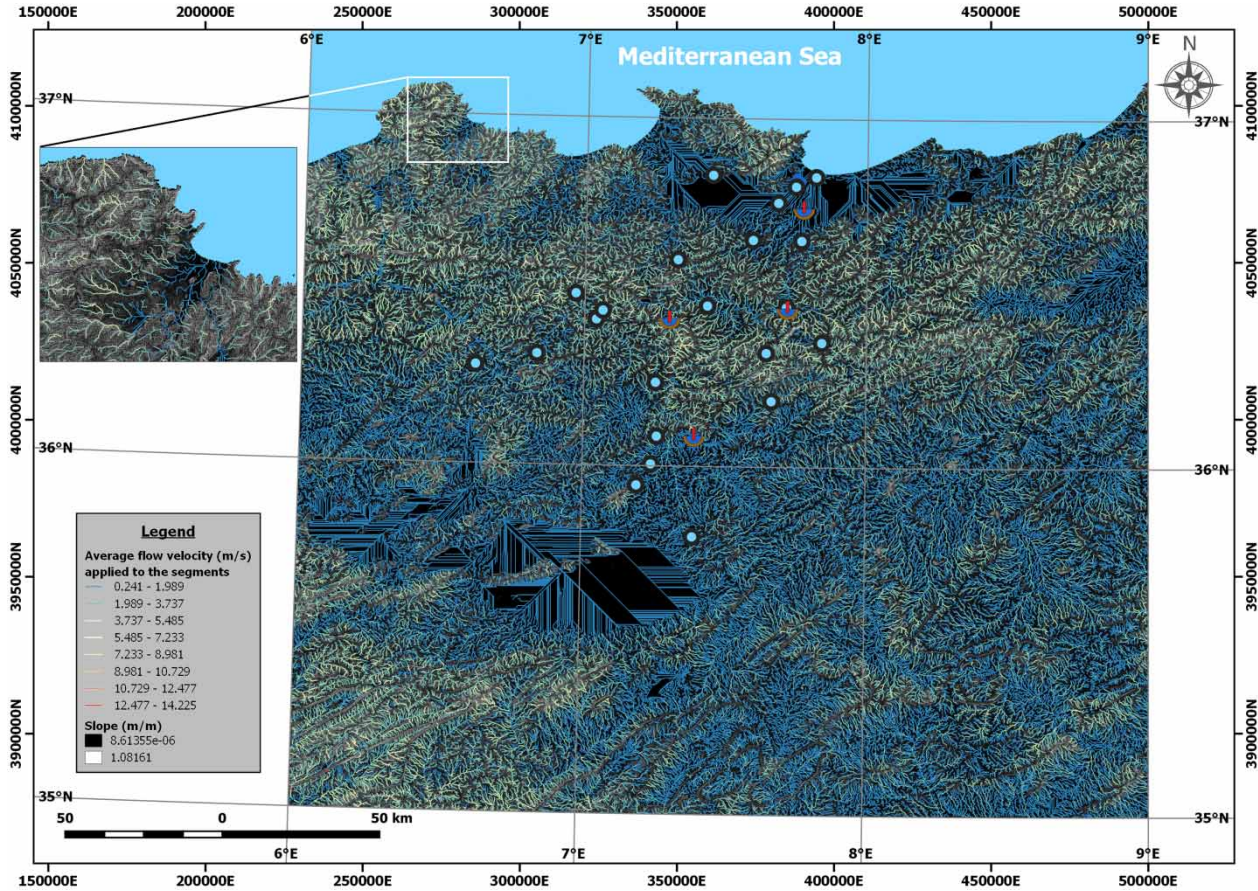 150000E 200000E 250000E 300000E 350000E 400000E 450000E 500000E
6°E 7°E 8°E 9°E
Mediterranean Sea
N
37°N
37°N
4100000N
4100000N
4050000N
4050000N
4000000N
4000000N
36°N
36°N
3950000N
3950000N
3900000N
3900000N
Legend
Average flow velocity (m/s)
applied to the segments
0.241 - 1.989
1.989 - 3.737
3.737 - 5.485
5.485 - 7.233
7.233 - 8.981
8.981 - 10.729
10.729 - 12.477
12.477 - 14.225
Slope (m/m)
8.61355e-06
1.08161
35°N
35°N
50 0 50 km
6°E 7°E 8°E 9°E
150000E 200000E 250000E 300000E 350000E 400000E 450000E 500000E